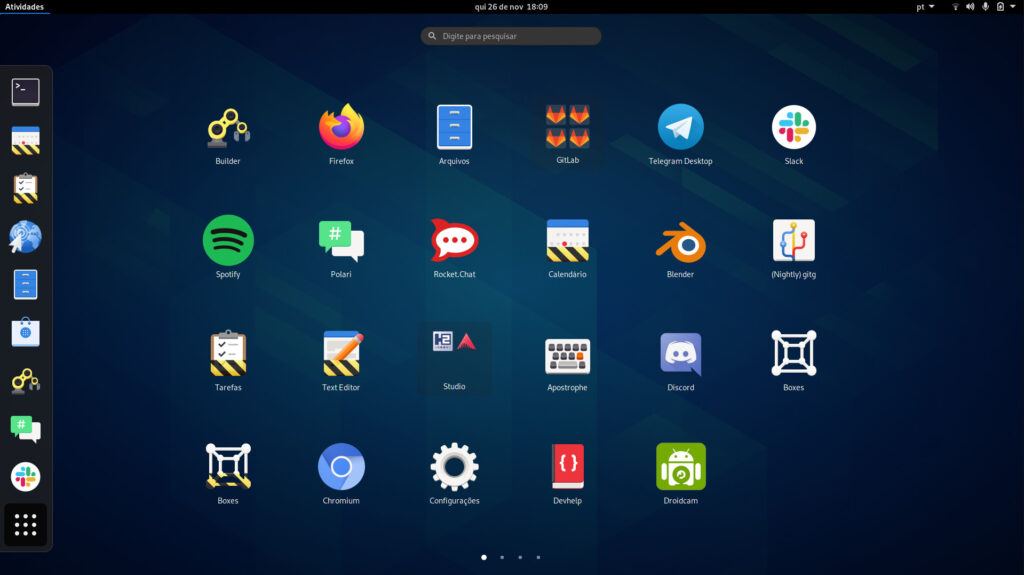 Atividades
qui 26 de nov 18:09
pt
Digite para pesquisar
Builder
Firefox
Arquivos
GitLab
Telegram Desktop
Slack
Spotify
Polari
Rocket.Chat
Calendário
Blender
(Nightly) gitg
Tarefas
Text Editor
Studio
Apostrophe
Discord
Boxes
Boxes
Chromium
Configurações
Devhelp
Droidcam